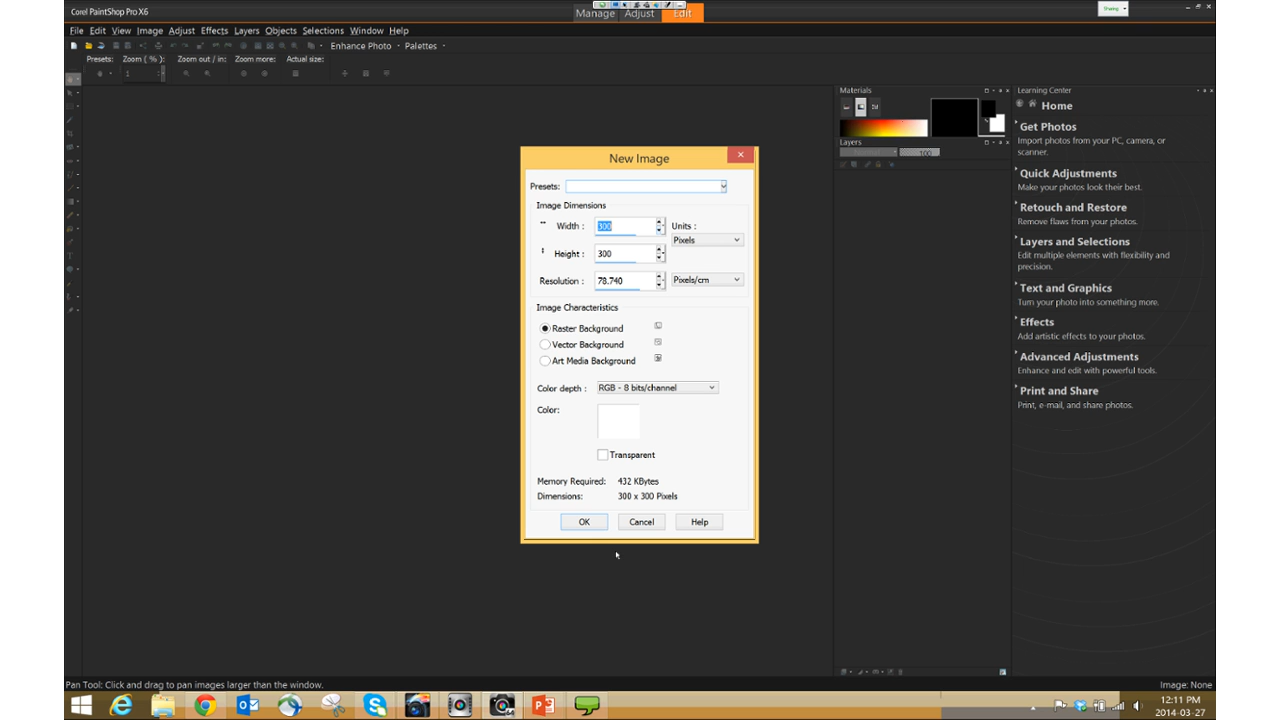 Corel PaintShop Pro X6
Manage Adjust Edit
Sharing
File Edit View Image Adjust Effects Layers Objects Selections Window Help
Enhance Photo Palettes
Presets: Zoom (%): Zoom out / in: Zoom more: Actual size:
1
Materials
Layers
100
Learning Center
Home
Get Photos
Import photos from your PC, camera, or
scanner.
Quick Adjustments
Make your photos look their best.
Retouch and Restore
Remove flaws from your photos.
Layers and Selections
Edit multiple elements with flexibility and
precision.
Text and Graphics
Turn your photo into something more.
Effects
Add artistic effects to your photos.
Advanced Adjustments
Enhance and edit with powerful tools.
Print and Share
Print, e-mail, and share photos.
New Image
Presets:
Image Dimensions
Width : 300 Units :
Pixels
Height : 300
Resolution : 78.740 Pixels/cm
Image Characteristics
Raster Background
Vector Background
Art Media Background
Color depth : RGB - 8 bits/channel
Color:
Transparent
Memory Required: 432 KBytes
Dimensions: 300 x 300 Pixels
OK Cancel Help
Pan Tool: Click and drag to pan images larger than the window.
Image: None
12:11 PM
2014-03-27